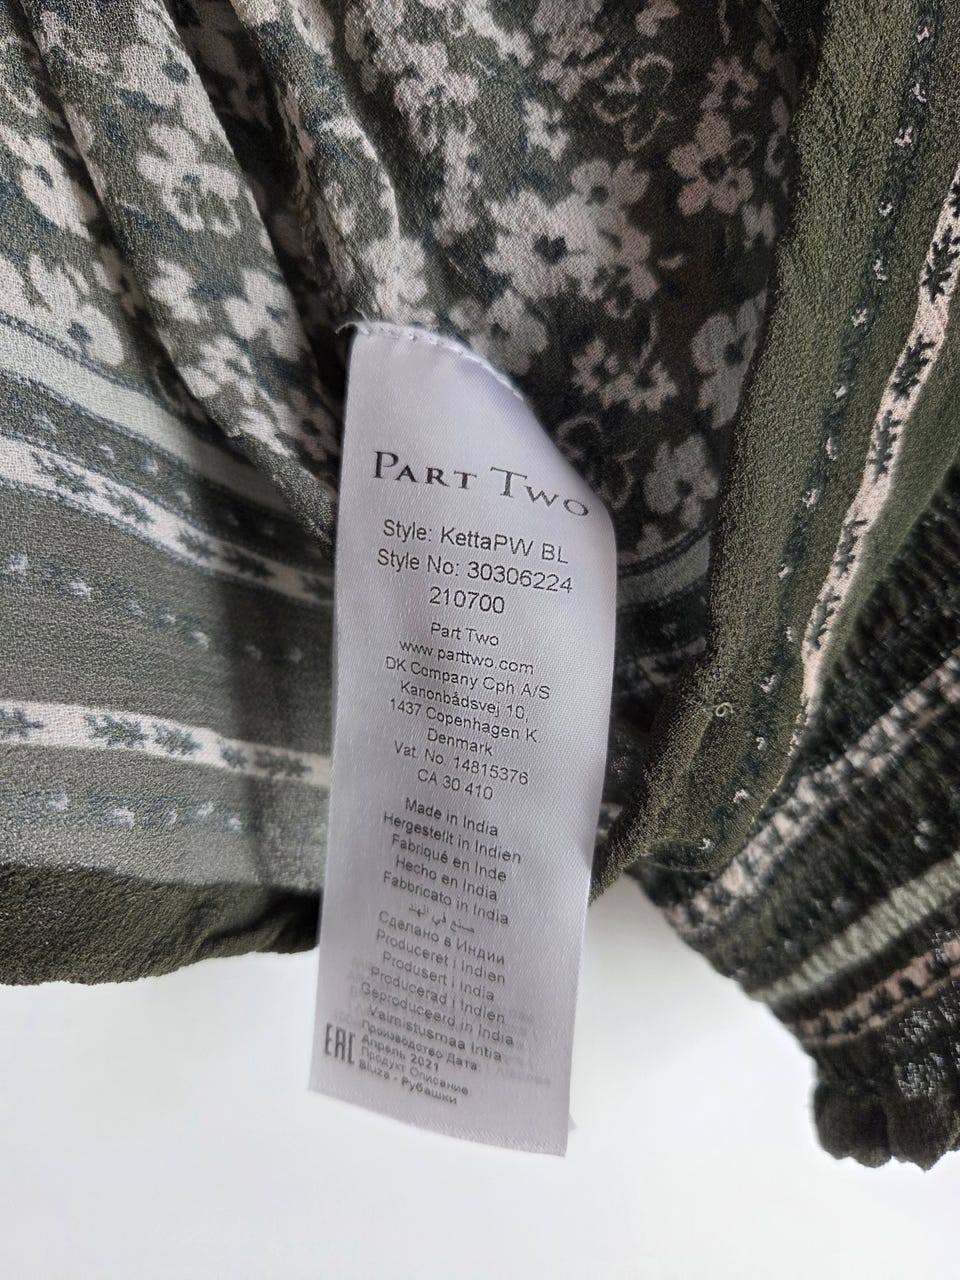 PART TWO
Style: KettaPW BL
Style No: 30306224
210700
Part Two
www.parttwo.com
DK Company Cph A/S
Kanonbådsvej 10,
1437 Copenhagen K.
Denmark
Vat. No. 14815376
CA 30 410
Made in India
Hergestellt in Indien
Fabriqué en Inde
Hecho en India
Fabbricato in India
صنع في الهند
Сделано в Индии
Produceret i Indien
Produsert i India
Producerad i Indien
Geproduceerd in India
Valmistusmaa Intia
Производство Дата:
Апрель 2021
Продукт Описание:
Bluza - Рубашки
EAC